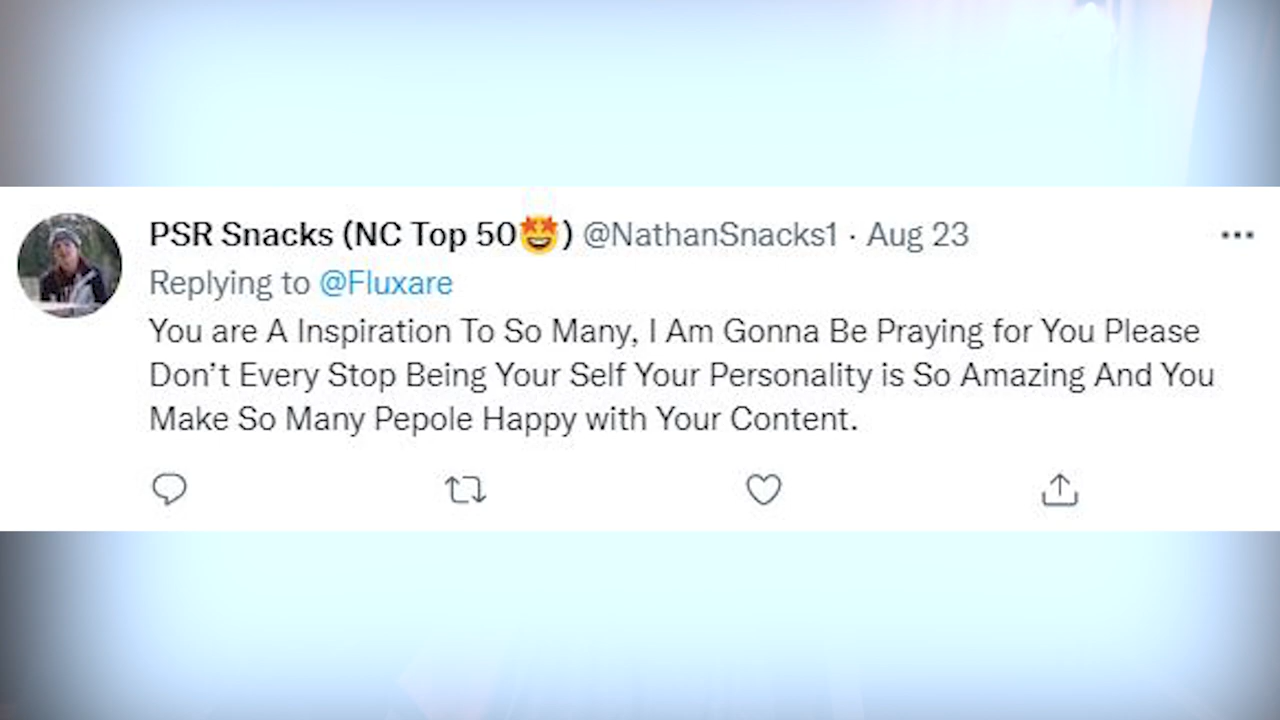 PSR Snacks (NC Top 50🤩) @NathanSnacks1 · Aug 23
Replying to @Fluxare
You are A Inspiration To So Many, I Am Gonna Be Praying for You Please
Don't Every Stop Being Your Self Your Personality is So Amazing And You
Make So Many Pepole Happy with Your Content.